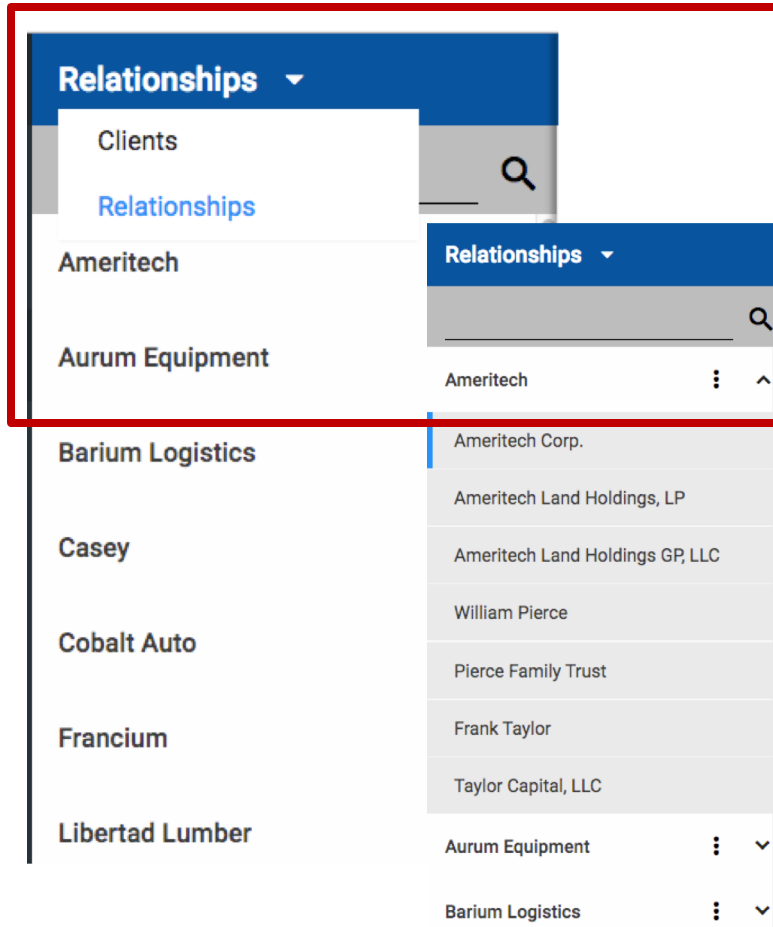 Relationships
Clients
Relationships
Ameritech
Aurum Equipment
Barium Logistics
Casey
Cobalt Auto
Francium
Libertad Lumber
Relationships
Ameritech
Ameritech Corp.
Ameritech Land Holdings, LP
Ameritech Land Holdings GP, LLC
William Pierce
Pierce Family Trust
Frank Taylor
Taylor Capital, LLC
Aurum Equipment
Barium Logistics